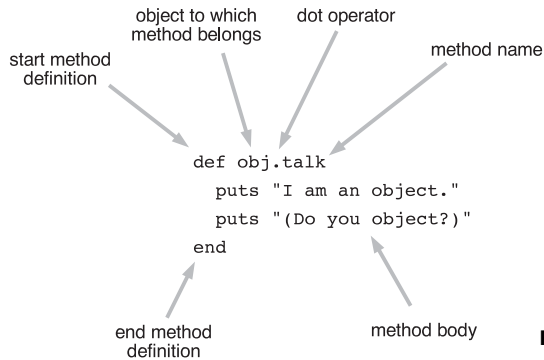 object to which
method belongs
dot operator
start method
definition
method name
def obj.talk
  puts "I am an object."
  puts "(Do you object?)"
end
end method
definition
method body